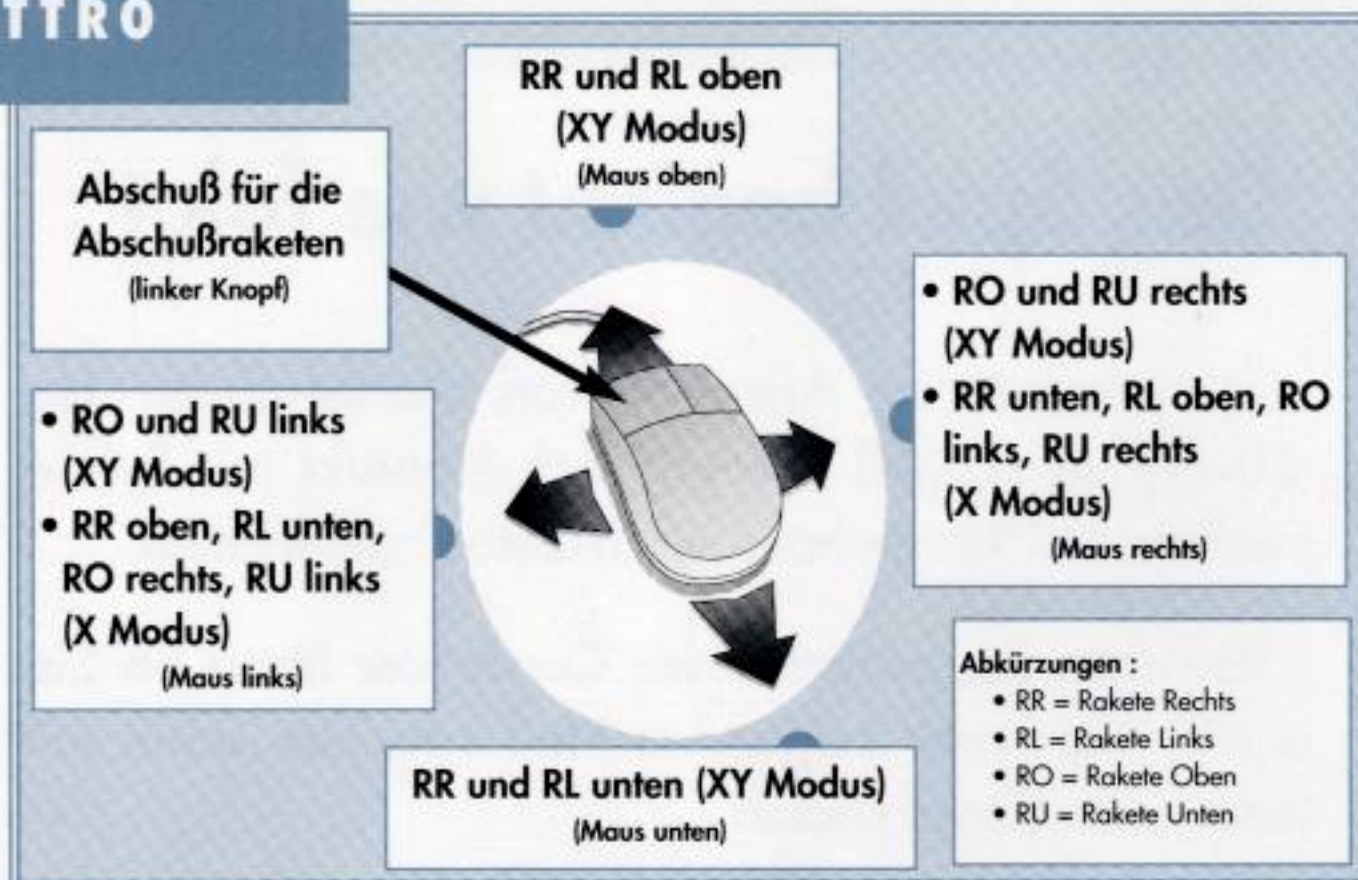 TTRO
RR und RL oben
(XY Modus)
(Maus oben)
Abschuß für die
Abschußraketen
(linker Knopf)
• RO und RU rechts
(XY Modus)
• RR unten, RL oben, RO
links, RU rechts
(X Modus)
(Maus rechts)
• RO und RU links
(XY Modus)
• RR oben, RL unten,
RO rechts, RU links
(X Modus)
(Maus links)
Abkürzungen :
• RR = Rakete Rechts
• RL = Rakete Links
• RO = Rakete Oben
• RU = Rakete Unten
RR und RL unten (XY Modus)
(Maus unten)